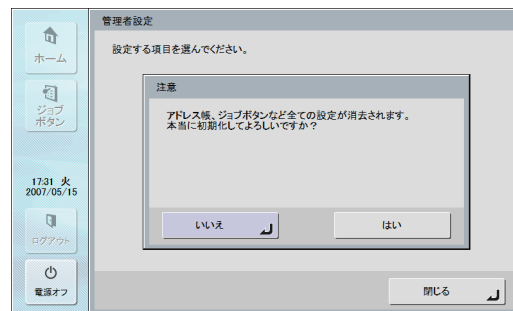 管理者設定
設定する項目を選んでください。
ホーム
ジョブ
ボタン
17:31 火
2007/05/15
ログアウト
電源オフ
注意
アドレス帳、ジョブボタンなど全ての設定が消去されます。
本当に初期化してよろしいですか？
いいえ
はい
閉じる